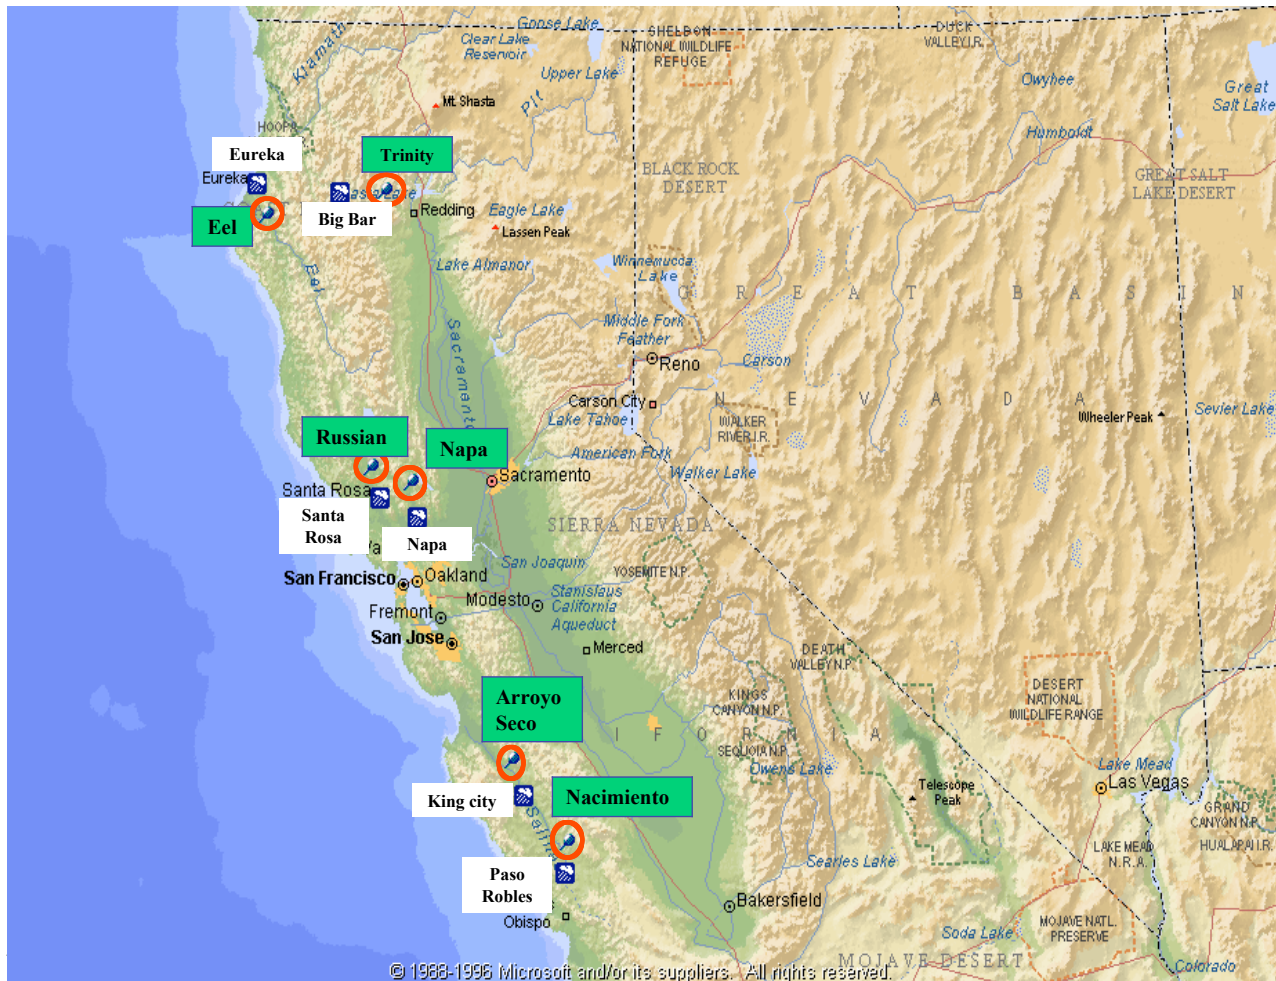 Goose Lake
SHELDON
NATIONAL WILDLIFE
REFUGE
DUCK
VALLEY I.R.
Clear Lake
Reservoir
Klamath
Upper Lake
Owyhee
Great
Salt Lake
Pit
Mt. Shasta
HOOPA
Humboldt
Eureka
Trinity
BLACK ROCK
DESERT
GREAT SALT
LAKE DESERT
Eureka
Big Bar
Redding
Eagle Lake
Eel
Lassen Peak
Lake Almanor
Winnemucca
Lake
Eel
G R E A T B A S I N
Sacramento
Middle Fork
Feather
Reno
Carson
Carson City
N E V A D A
Lake Tahoe
WALKER
RIVER I.R.
Wheeler Peak
Sevier Lake
Russian
Napa
American Fork
Walker Lake
Sacramento
Santa Rosa
Santa
Rosa
Napa
SIERRA NEVADA
San Joaquin
YOSEMITE N.P.
San Francisco
Oakland
Modesto
Stanislaus
California
Aqueduct
Fremont
San Jose
Merced
DEATH
VALLEY N.P.
Arroyo
Seco
KINGS
CANYON N.P.
DESERT
NATIONAL
WILDLIFE RANGE
I F O R N I A
SEQUOIA N.P.
Owens Lake
Lake Mead
Las Vegas
King city
Nacimiento
Telescope
Peak
GRAND
CANYON N.P.
HUALAPAI I.R.
Salinas
LAKE MEAD
N.R.A.
Searles Lake
Paso
Robles
Bakersfield
Obispo
MOJAVE NATL.
PRESERVE
Soda Lake
MOJAVE DESERT
Colorado
© 1988-1996 Microsoft and/or its suppliers. All rights reserved.